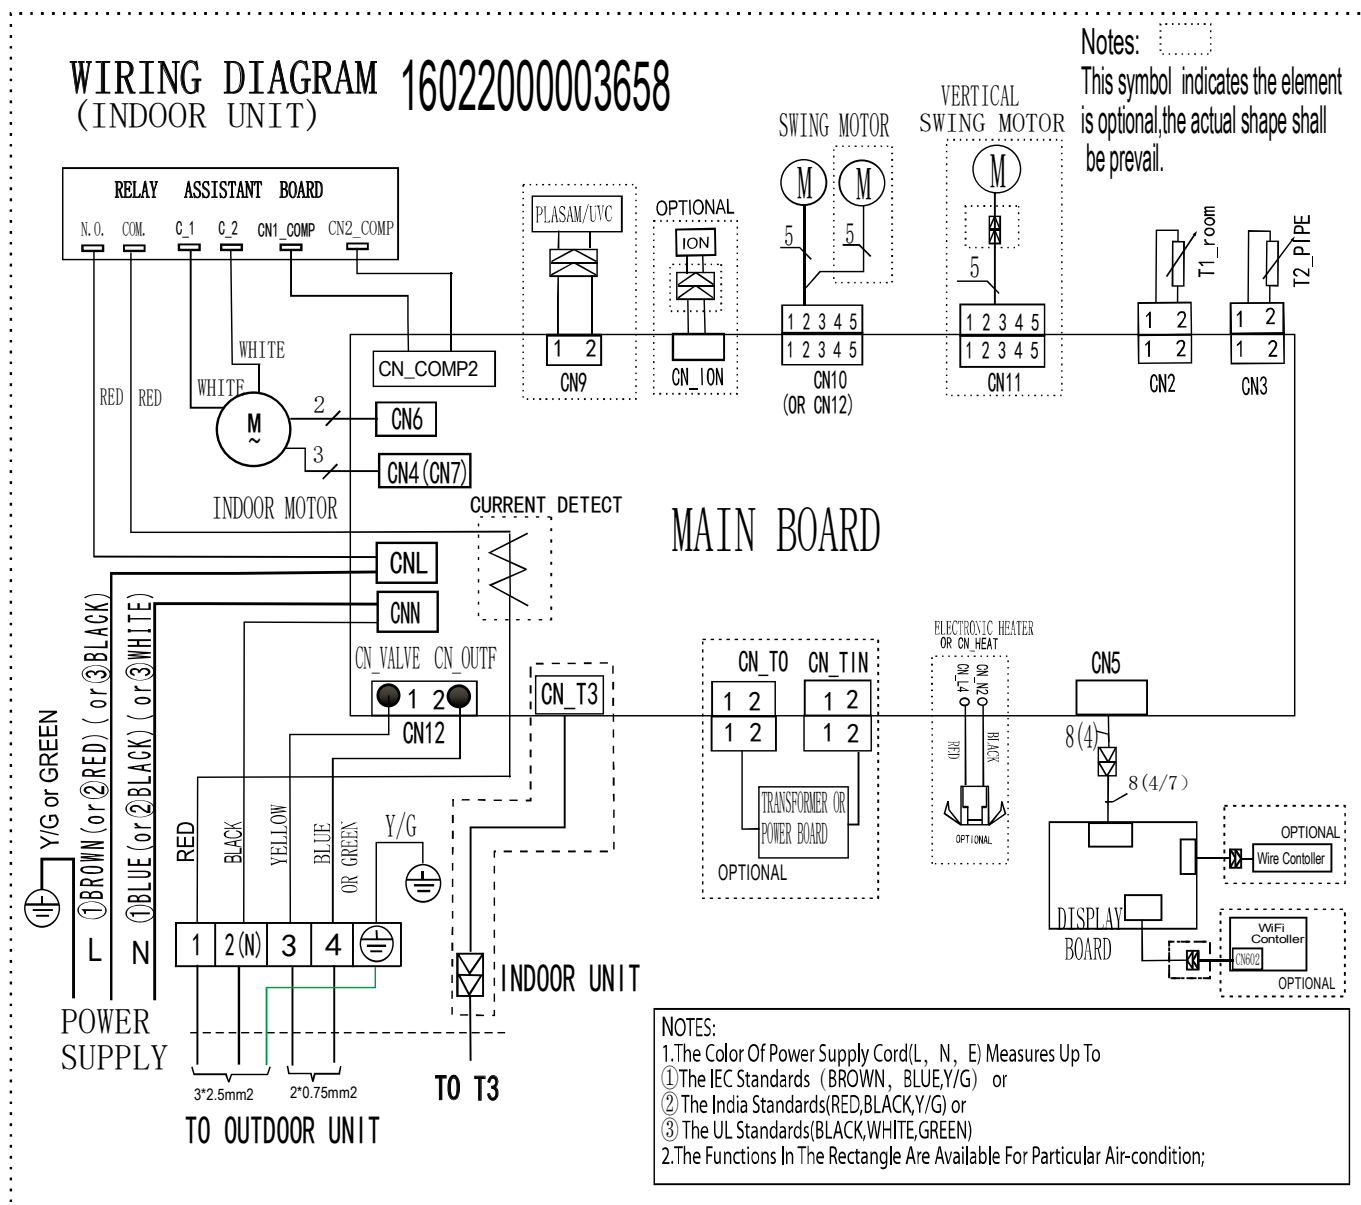 WIRING DIAGRAM 16022000003658
(INDOOR UNIT)
Notes:
This symbol indicates the element
is optional,the actual shape shall
be prevail.
RELAY ASSISTANT BOARD
N.O. COM. C_1 C_2 CN1_COMP CN2_COMP
PLASAM/UVC
OPTIONAL
ION
SWING MOTOR
M M
5 5
VERTICAL
SWING MOTOR
M
5
T1_room
T2_PIPE
1 2
CN9
CN_ION
1 2 3 4 5
1 2 3 4 5
CN10
(OR CN12)
1 2 3 4 5
1 2 3 4 5
CN11
1 2
1 2
CN2
1 2
1 2
CN3
WHITE
WHITE
RED RED
M
~
INDOOR MOTOR
CN_COMP2
2
CN6
3
CN4(CN7)
CURRENT DETECT
MAIN BOARD
CNL
CNN
CN_VALVE CN_OUTF
1 2
CN12
CN_T3
CN_TO CN_TIN
1 2 1 2
1 2 1 2
TRANSFORMER OR
POWER BOARD
OPTIONAL
ELECTRONIC HEATER
OR CN_HEAT
CN_L4 CN_N2
RED BLACK
OPTIONAL
CN5
8(4)
8(4/7)
DISPLAY
BOARD
OPTIONAL
Wire Contoller
WiFi
Contoller
CN602
OPTIONAL
Y/G or GREEN
①BROWN(or②RED)(or③BLACK)
①BLUE(or②BLACK)(or③WHITE)
L N
POWER
SUPPLY
RED
BLACK
YELLOW
BLUE
OR GREEN
Y/G
1 2(N) 3 4
INDOOR UNIT
3*2.5mm2 2*0.75mm2
TO OUTDOOR UNIT
TO T3
NOTES:
1.The Color Of Power Supply Cord(L, N, E) Measures Up To
①The IEC Standards (BROWN, BLUE,Y/G) or
② The India Standards(RED,BLACK,Y/G) or
③ The UL Standards(BLACK,WHITE,GREEN)
2.The Functions In The Rectangle Are Available For Particular Air-condition;